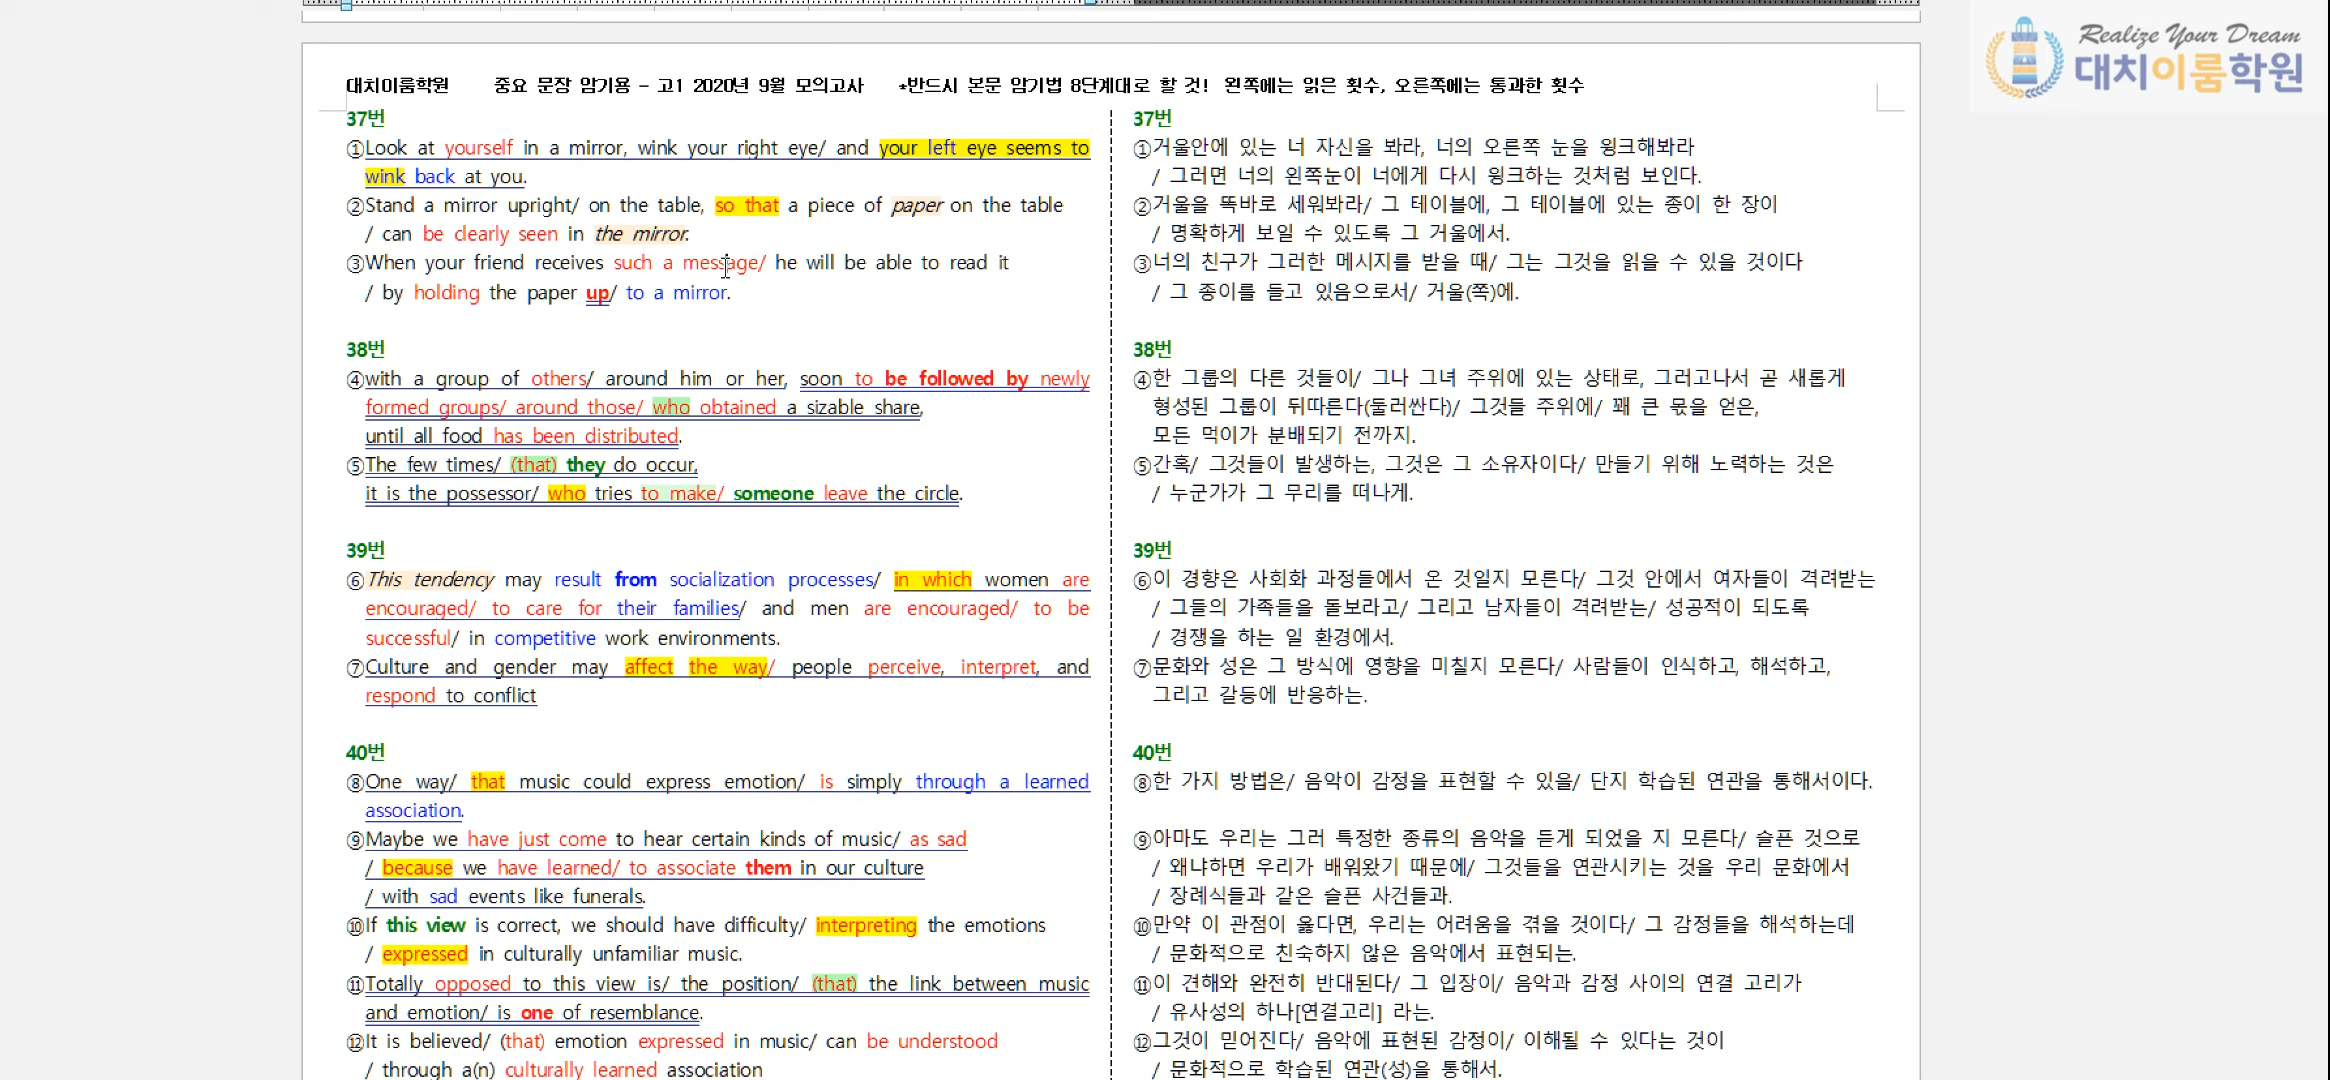 Realize Your Dream
대치이룸학원
대치이룸학원 중요 문장 암기용 - 고1 2020년 9월 모의고사 *반드시 본문 암기법 8단계대로 할 것! 왼쪽에는 읽은 횟수, 오른쪽에는 통과한 횟수
37번
①Look at yourself in a mirror, wink your right eye/ and your left eye seems to
wink back at you.
②Stand a mirror upright/ on the table, so that a piece of paper on the table
/ can be clearly seen in the mirror.
③When your friend receives such a message/ he will be able to read it
/ by holding the paper up/ to a mirror.
38번
④with a group of others/ around him or her, soon to be followed by newly
formed groups/ around those/ who obtained a sizable share,
until all food has been distributed.
⑤The few times/ (that) they do occur,
it is the possessor/ who tries to make/ someone leave the circle.
39번
⑥This tendency may result from socialization processes/ in which women are
encouraged/ to care for their families/ and men are encouraged/ to be
successful/ in competitive work environments.
⑦Culture and gender may affect the way/ people perceive, interpret, and
respond to conflict
40번
⑧One way/ that music could express emotion/ is simply through a learned
association.
⑨Maybe we have just come to hear certain kinds of music/ as sad
/ because we have learned/ to associate them in our culture
/ with sad events like funerals.
⑩If this view is correct, we should have difficulty/ interpreting the emotions
/ expressed in culturally unfamiliar music.
⑪Totally opposed to this view is/ the position/ (that) the link between music
and emotion/ is one of resemblance.
⑫It is believed/ (that) emotion expressed in music/ can be understood
/ through a(n) culturally learned association
37번
①거울안에 있는 너 자신을 봐라, 너의 오른쪽 눈을 윙크해봐라
/ 그러면 너의 왼쪽눈이 너에게 다시 윙크하는 것처럼 보인다.
②거울을 똑바로 세워봐라/ 그 테이블에, 그 테이블에 있는 종이 한 장이
/ 명확하게 보일 수 있도록 그 거울에서.
③너의 친구가 그러한 메시지를 받을 때/ 그는 그것을 읽을 수 있을 것이다
/ 그 종이를 들고 있음으로서/ 거울(쪽)에.
38번
④한 그룹의 다른 것들이/ 그나 그녀 주위에 있는 상태로, 그러고나서 곧 새롭게
형성된 그룹이 뒤따른다(둘러싼다)/ 그것들 주위에/ 꽤 큰 몫을 얻은,
모든 먹이가 분배되기 전까지.
⑤간혹/ 그것들이 발생하는, 그것은 그 소유자이다/ 만들기 위해 노력하는 것은
/ 누군가가 그 무리를 떠나게.
39번
⑥이 경향은 사회화 과정들에서 온 것일지 모른다/ 그것 안에서 여자들이 격려받는
/ 그들의 가족들을 돌보라고/ 그리고 남자들이 격려받는/ 성공적이 되도록
/ 경쟁을 하는 일 환경에서.
⑦문화와 성은 그 방식에 영향을 미칠지 모른다/ 사람들이 인식하고, 해석하고,
그리고 갈등에 반응하는.
40번
⑧한 가지 방법은/ 음악이 감정을 표현할 수 있을/ 단지 학습된 연관을 통해서이다.
⑨아마도 우리는 그러 특정한 종류의 음악을 듣게 되었을 지 모른다/ 슬픈 것으로
/ 왜냐하면 우리가 배워왔기 때문에/ 그것들을 연관시키는 것을 우리 문화에서
/ 장례식들과 같은 슬픈 사건들과.
⑩만약 이 관점이 옳다면, 우리는 어려움을 겪을 것이다/ 그 감정들을 해석하는데
/ 문화적으로 친숙하지 않은 음악에서 표현되는.
⑪이 견해와 완전히 반대된다/ 그 입장이/ 음악과 감정 사이의 연결 고리가
/ 유사성의 하나[연결고리] 라는.
⑫그것이 믿어진다/ 음악에 표현된 감정이/ 이해될 수 있다는 것이
/ 문화적으로 학습된 연관(성)을 통해서.